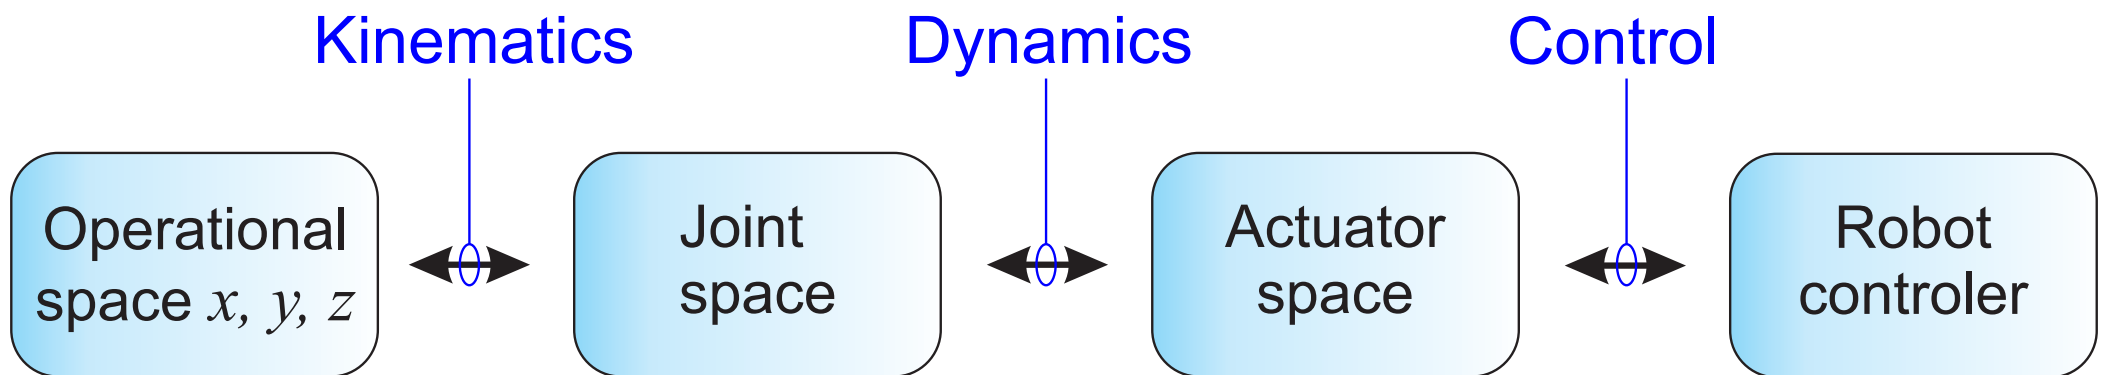 Kinematics
Dynamics
Control
Operational
space x, y, z
Joint
space
Actuator
space
Robot
controler